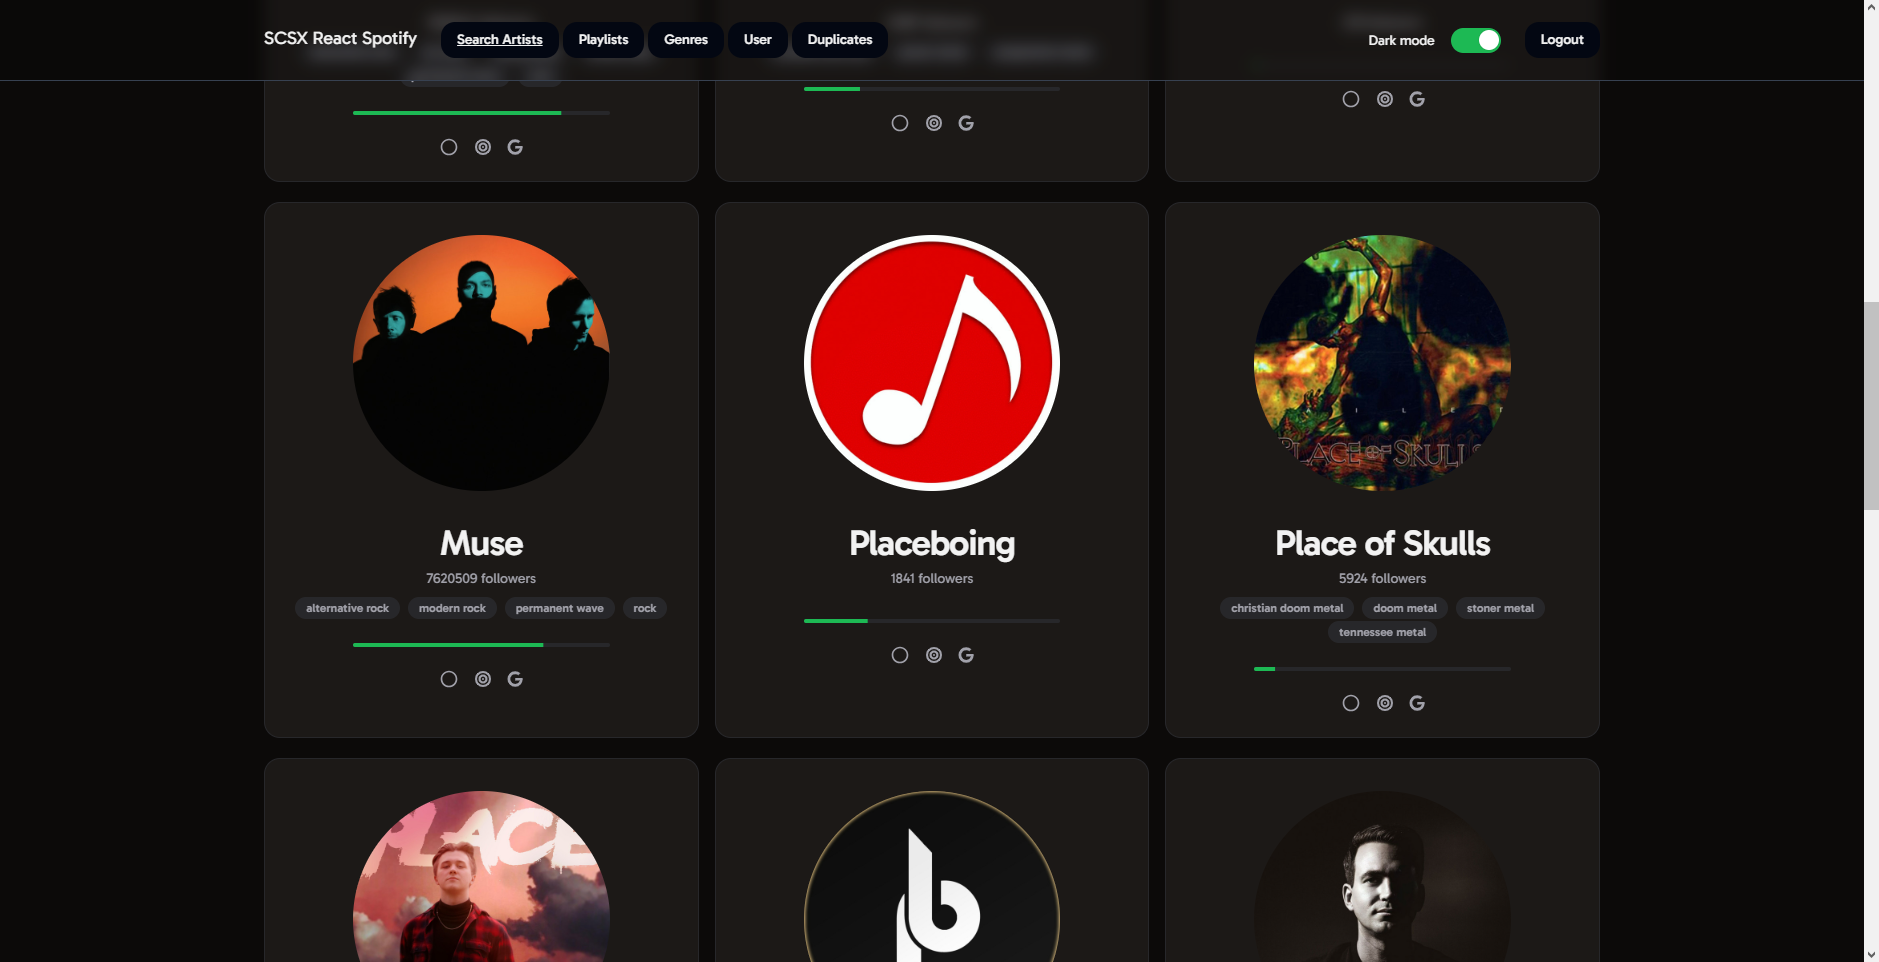 SCSX React Spotify
Search Artists
Playlists
Genres
User
Duplicates
Dark mode
Logout
A I L E T
PLACE OF SKULLS
Muse
7620509 followers
alternative rock
modern rock
permanent wave
rock
Placeboing
1841 followers
Place of Skulls
5924 followers
christian doom metal
doom metal
stoner metal
tennessee metal
PLACE